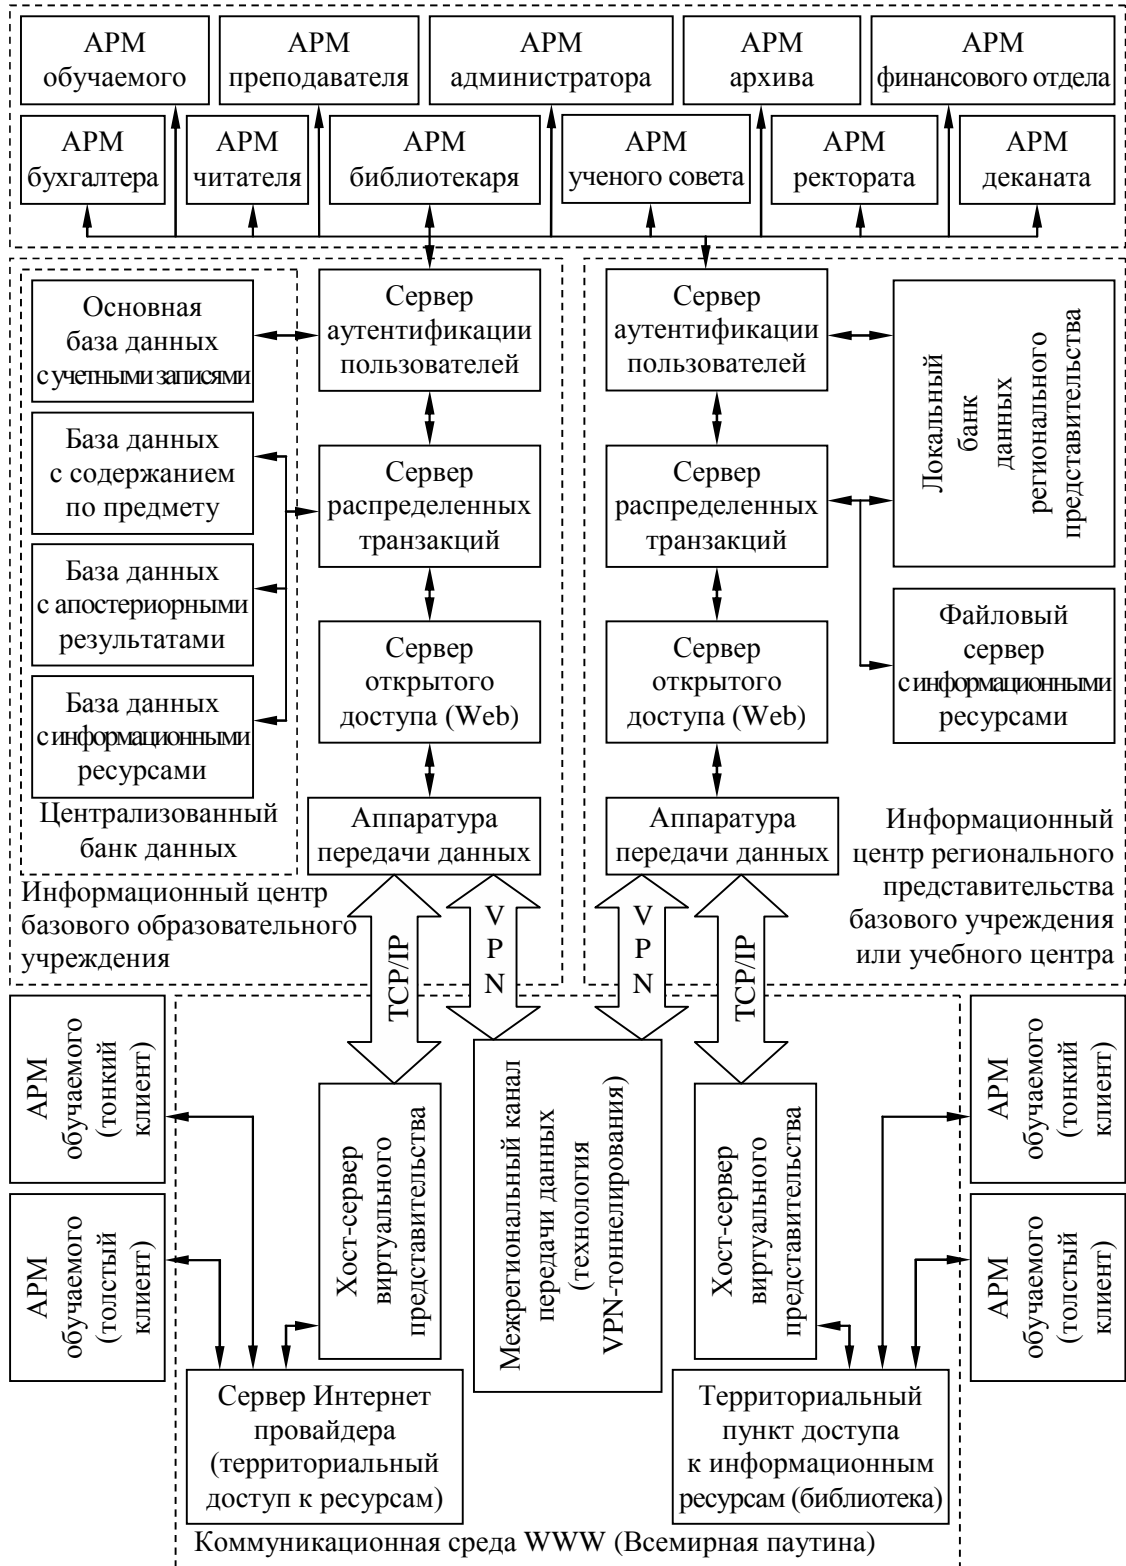 АРМ
обучаемого
АРМ
преподавателя
АРМ
администратора
АРМ
архива
АРМ
финансового отдела
АРМ
бухгалтера
АРМ
читателя
АРМ
библиотекаря
АРМ
ученого совета
АРМ
ректората
АРМ
деканата
Основная
база данных
с учетными записями
База данных
с содержанием
по предмету
База данных
с апостериорными
результатами
База данных
с информационными
ресурсами
Централизованный
банк данных
Сервер
аутентификации
пользователей
Сервер
распределенных
транзакций
Сервер
открытого
доступа (Web)
Аппаратура
передачи данных
Информационный центр
базового образовательного
учреждения
Сервер
аутентификации
пользователей
Сервер
распределенных
транзакций
Сервер
открытого
доступа (Web)
Аппаратура
передачи данных
Локальный
банк
данных
регионального
представительства
Файловый
сервер
с информационными
ресурсами
Информационный
центр регионального
представительства
базового учреждения
или учебного центра
TCP/IP
VPN
VPN
TCP/IP
АРМ
обучаемого
(тонкий
клиент)
АРМ
обучаемого
(толстый
клиент)
Хост-сервер
виртуального
представительства
Межрегиональный канал
передачи данных
(технология
VPN-тоннелирования)
Хост-сервер
виртуального
представительства
АРМ
обучаемого
(тонкий
клиент)
АРМ
обучаемого
(толстый
клиент)
Сервер Интернет
провайдера
(территориальный
доступ к ресурсам)
Территориальный
пункт доступа
к информационным
ресурсам (библиотека)
Коммуникационная среда WWW (Всемирная паутина)